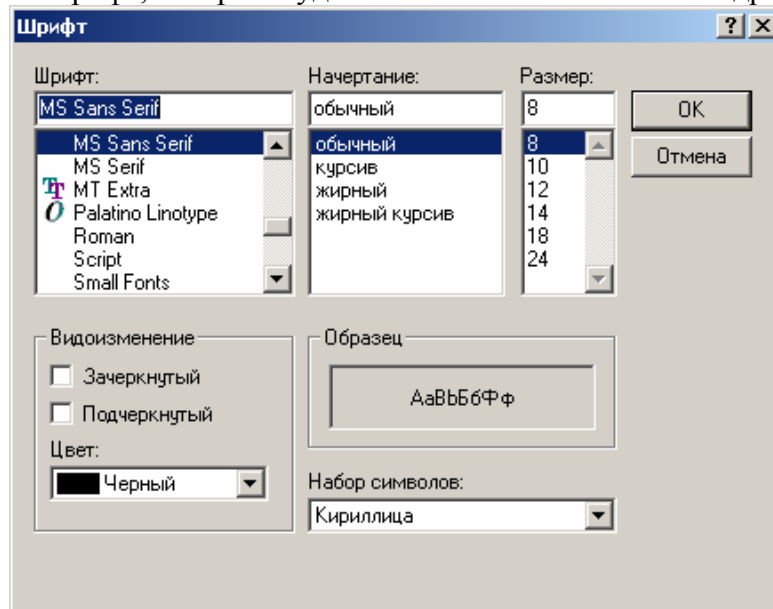 Шрифт
Шрифт:
Начертание:
Размер:
MS Sans Serif
обычный
8
OK
MS Sans Serif
MS Serif
MT Extra
Palatino Linotype
Roman
Script
Small Fonts
обычный
курсив
жирный
жирный курсив
8
10
12
14
18
24
Отмена
Видоизменение
Зачеркнутый
Подчеркнутый
Цвет:
Черный
Образец
АаВЬБбФф
Набор символов:
Кириллица